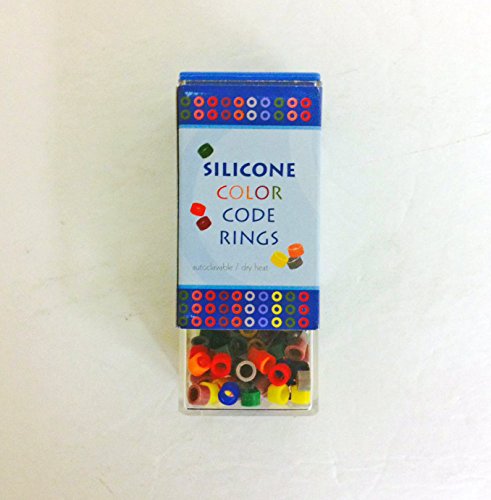 SILICONE
COLOR
CODE
RINGS
autoclavable / dry heat